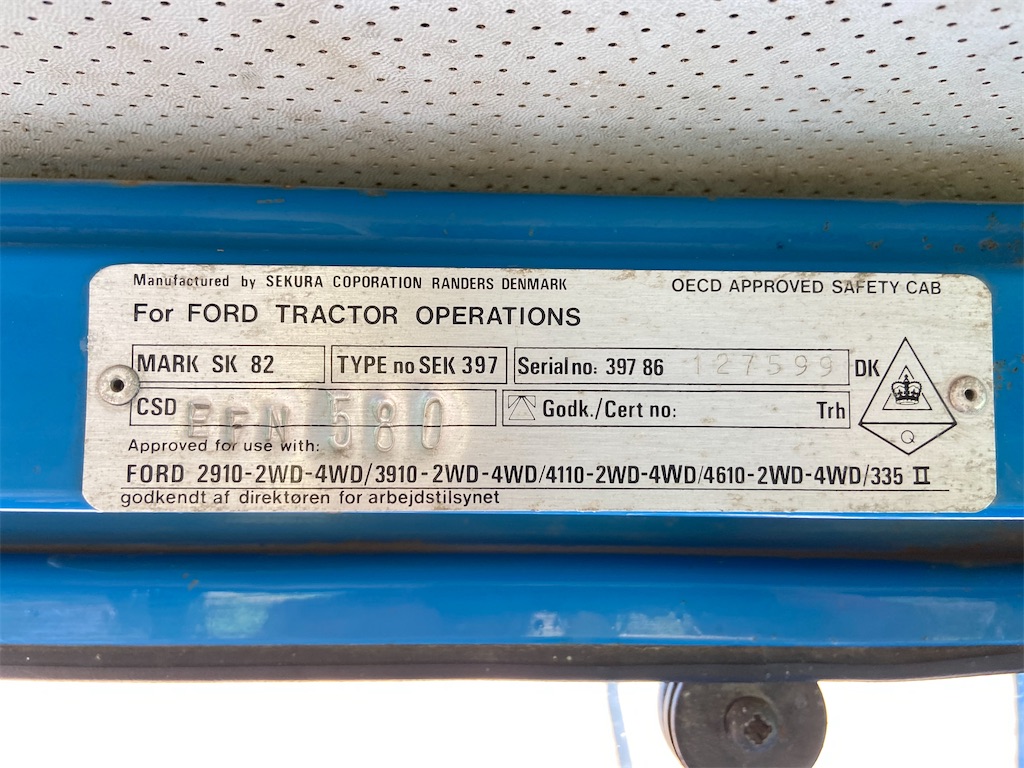 Manufactured by SEKURA COPORATION RANDERS DENMARK OECD APPROVED SAFETY CAB
For FORD TRACTOR OPERATIONS
MARK SK 82 TYPE no SEK 397 Serial no: 397 86 127599 DK
CSD EFN 580 Godk./Cert no: Trh
Q
Approved for use with:
FORD 2910-2WD-4WD/3910-2WD-4WD/4110-2WD-4WD/4610-2WD-4WD/335 II
godkendt af direktøren for arbejdstilsynet